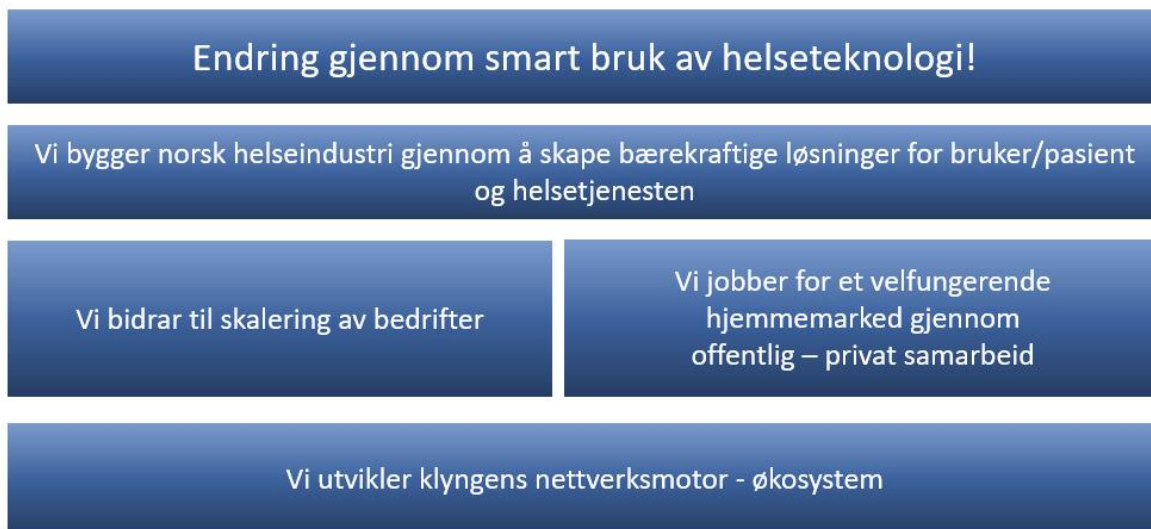 Endring gjennom smart bruk av helseteknologi!
Vi bygger norsk helseindustri gjennom å skape bærekraftige løsninger for bruker/pasient
og helsetjenesten
Vi bidrar til skalering av bedrifter
Vi jobber for et velfungerende
hjemmemarked gjennom
offentlig – privat samarbeid
Vi utvikler klyngens nettverksmotor - økosystem